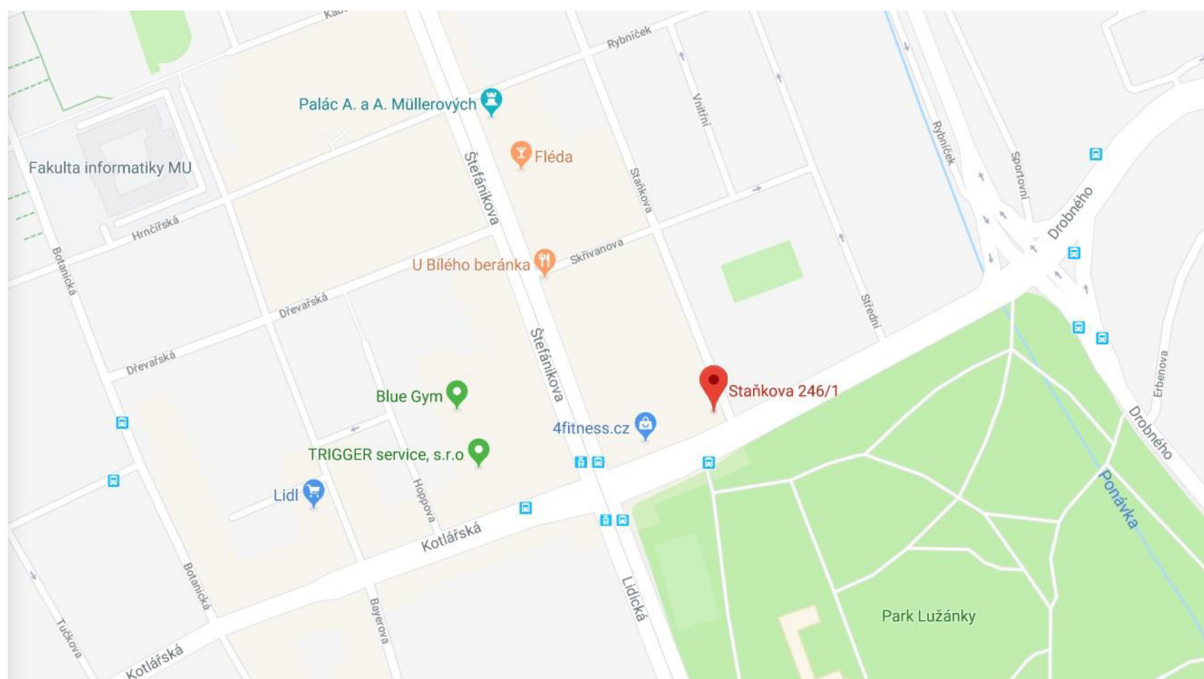 Rybníček
Palác A. a A. Müllerových
Vnitřní
Fléda
Fakulta informatiky MU
Štefánikova
Rybníček
Sportovní
Staňkova
Drobného
Hrnčířská
Botanická
U Bílého beránka
Skřivanova
Dřevařská
Střední
Štefánikova
Dřevařská
Blue Gym
Staňkova 246/1
Erbenova
4fitness.cz
TRIGGER service, s.r.o
Drobného
Lidl
Hoppova
Ponávka
Kotlářská
Botanická
Lidická
Bayerova
Park Lužánky
Tučkova
Kotlářská